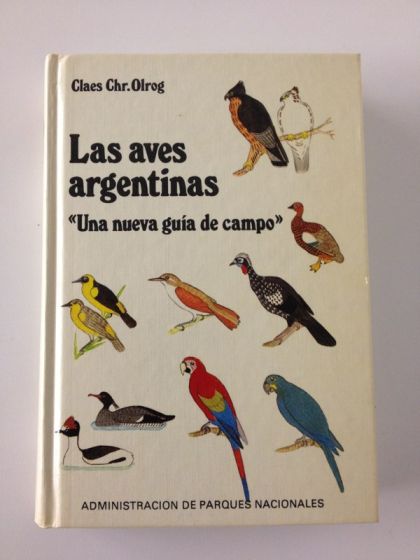 Claes Chr. Olrog
Las aves
argentinas
«Una nueva guía de campo»
ADMINISTRACION DE PARQUES NACIONALES